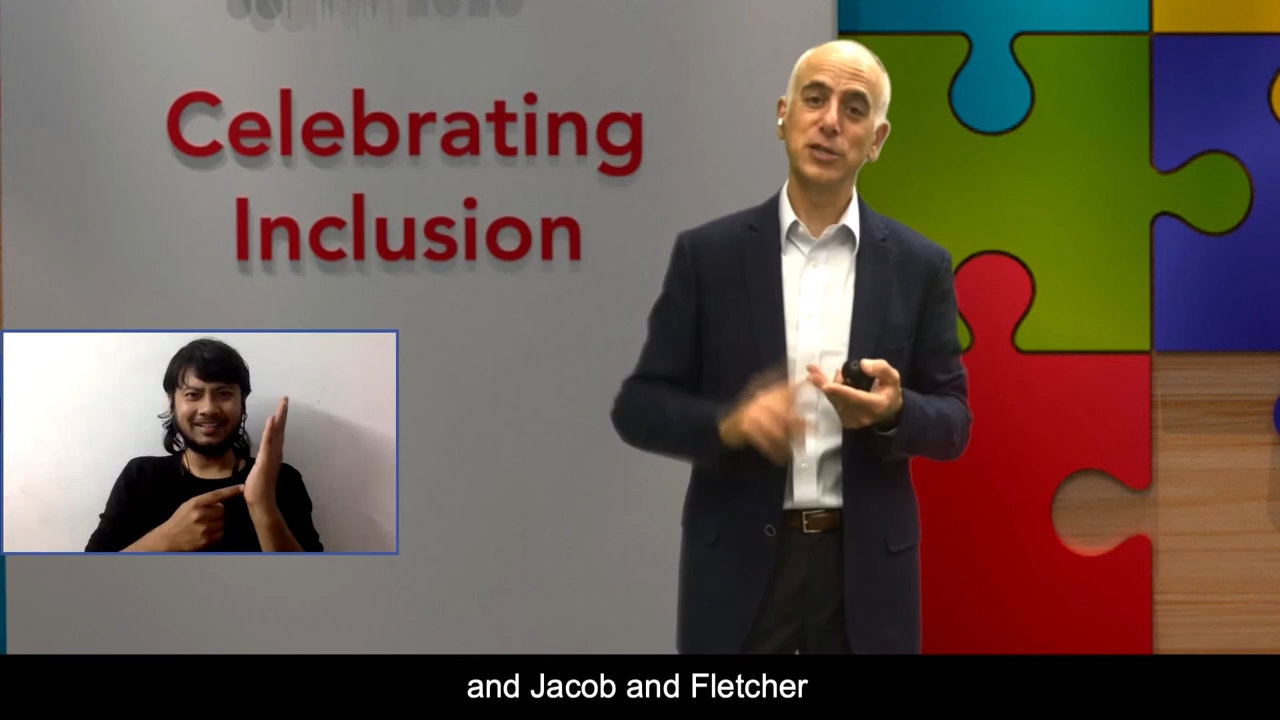 Celebrating
Inclusion
and Jacob and Fletcher